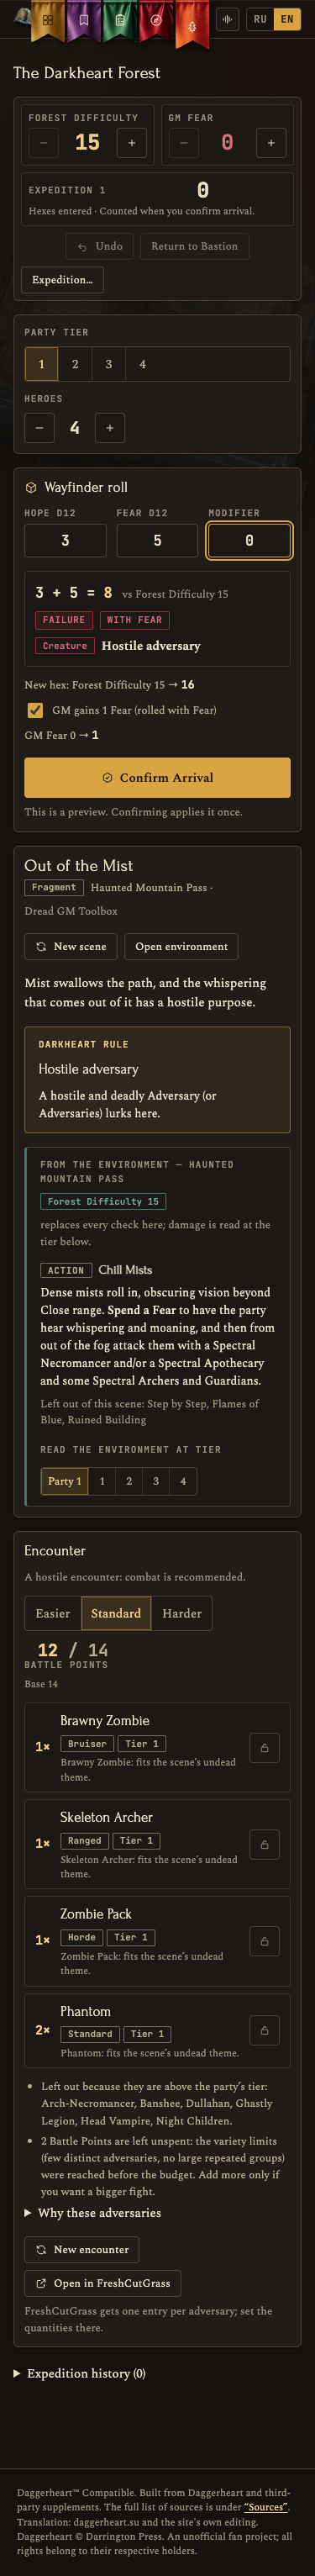 RU EN
The Darkheart Forest
FOREST DIFFICULTY
− 15 +
GM FEAR
− 0 +
EXPEDITION 1 0
Hexes entered · Counted when you confirm arrival.
Undo Return to Bastion
Expedition…
PARTY TIER
1 2 3 4
HEROES
− 4 +
Wayfinder roll
HOPE D12 FEAR D12 MODIFIER
3 5 0
3 + 5 = 8 vs Forest Difficulty 15
FAILURE WITH FEAR
Creature Hostile adversary
New hex: Forest Difficulty 15 → 16
GM gains 1 Fear (rolled with Fear)
GM Fear 0 → 1
Confirm Arrival
This is a preview. Confirming applies it once.
Out of the Mist
Fragment Haunted Mountain Pass ·
Dread GM Toolbox
New scene Open environment
Mist swallows the path, and the whispering
that comes out of it has a hostile purpose.
DARKHEART RULE
Hostile adversary
A hostile and deadly Adversary (or
Adversaries) lurks here.
FROM THE ENVIRONMENT — HAUNTED
MOUNTAIN PASS
Forest Difficulty 15
replaces every check here; damage is read at the
tier below.
ACTION Chill Mists
Dense mists roll in, obscuring vision beyond
Close range. Spend a Fear to have the party
hear whispering and moaning, and then from
out of the fog attack them with a Spectral
Necromancer and/or a Spectral Apothecary
and some Spectral Archers and Guardians.
Left out of this scene: Step by Step, Flames of
Blue, Ruined Building
READ THE ENVIRONMENT AT TIER
Party 1 1 2 3 4
Encounter
A hostile encounter: combat is recommended.
Easier Standard Harder
12 / 14
BATTLE POINTS
Base 14
Brawny Zombie
1× Bruiser Tier 1
Brawny Zombie: fits the scene’s undead
theme.
Skeleton Archer
1× Ranged Tier 1
Skeleton Archer: fits the scene’s undead
theme.
Zombie Pack
1× Horde Tier 1
Zombie Pack: fits the scene’s undead
theme.
Phantom
2× Standard Tier 1
Phantom: fits the scene’s undead theme.
• Left out because they are above the party’s tier:
Arch-Necromancer, Banshee, Dullahan, Ghastly
Legion, Head Vampire, Night Children.
• 2 Battle Points are left unspent: the variety limits
(few distinct adversaries, no large repeated groups)
were reached before the budget. Add more only if
you want a bigger fight.
Why these adversaries
New encounter
Open in FreshCutGrass
FreshCutGrass gets one entry per adversary; set the
quantities there.
Expedition history (0)
Daggerheart™ Compatible. Built from Daggerheart and third-
party supplements. The full list of sources is under “Sources”.
Translation: daggerheart.su and the site's own editing.
Daggerheart © Darrington Press. An unofficial fan project; all
rights belong to their respective holders.